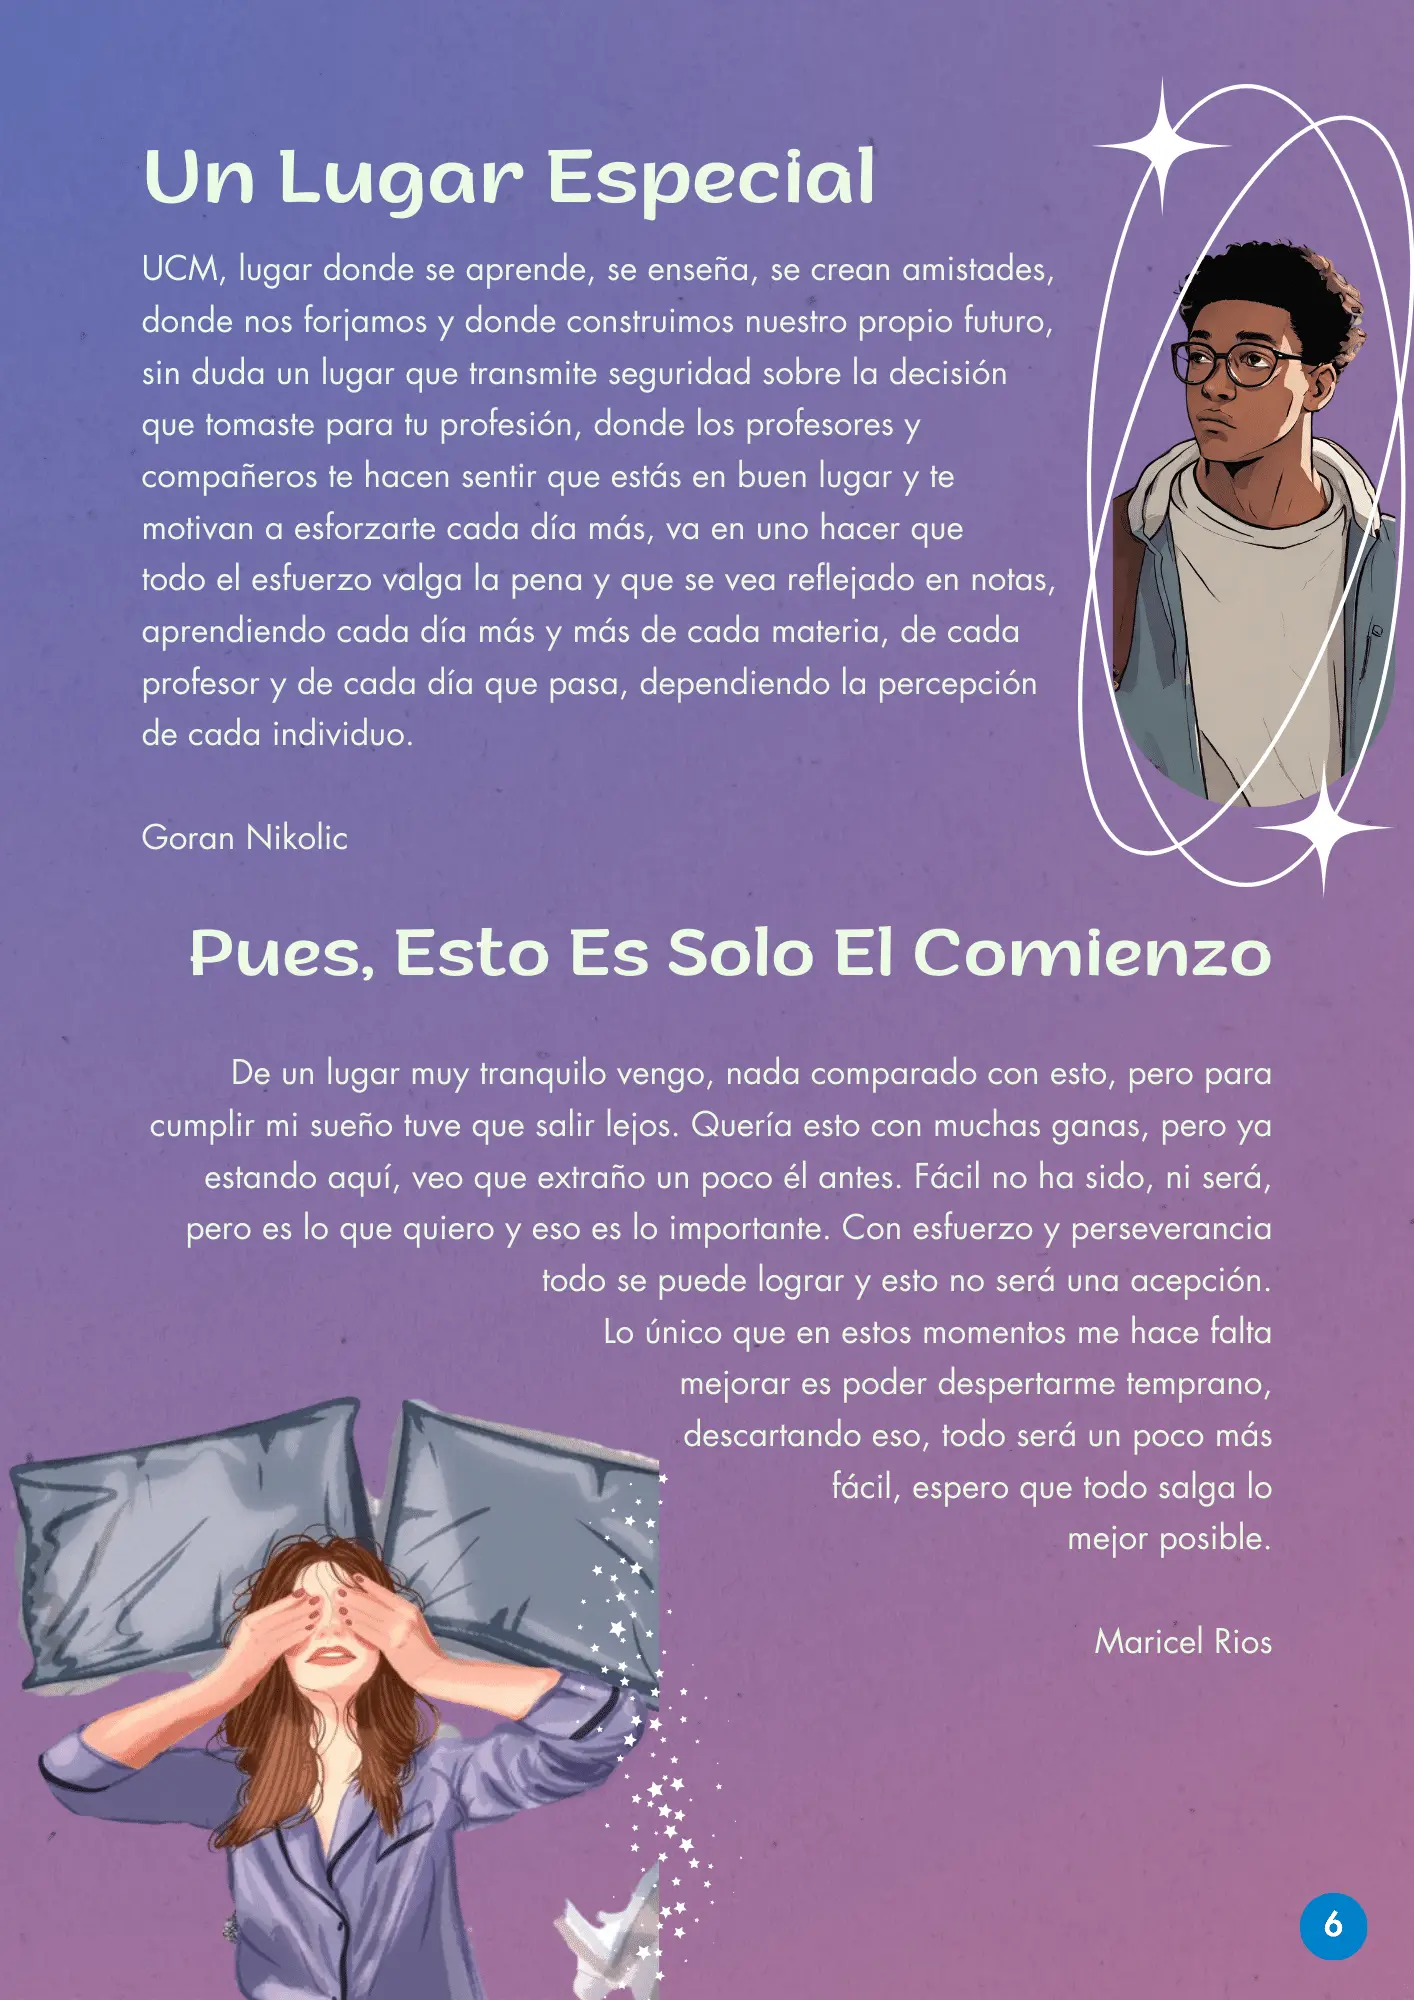 Un Lugar Especial
UCM, lugar donde se aprende, se enseña, se crean amistades,
donde nos forjamos y donde construimos nuestro propio futuro,
sin duda un lugar que transmite seguridad sobre la decisión
que tomaste para tu profesión, donde los profesores y
compañeros te hacen sentir que estás en buen lugar y te
motivan a esforzarte cada día más, va en uno hacer que
todo el esfuerzo valga la pena y que se vea reflejado en notas,
aprendiendo cada día más y más de cada materia, de cada
profesor y de cada día que pasa, dependiendo la percepción
de cada individuo.
Goran Nikolic
Pues, Esto Es Solo El Comienzo
De un lugar muy tranquilo vengo, nada comparado con esto, pero para
cumplir mi sueño tuve que salir lejos. Quería esto con muchas ganas, pero ya
estando aquí, veo que extraño un poco él antes. Fácil no ha sido, ni será,
pero es lo que quiero y eso es lo importante. Con esfuerzo y perseverancia
todo se puede lograr y esto no será una acepción.
Lo único que en estos momentos me hace falta
mejorar es poder despertarme temprano,
descartando eso, todo será un poco más
fácil, espero que todo salga lo
mejor posible.
Maricel Rios
6